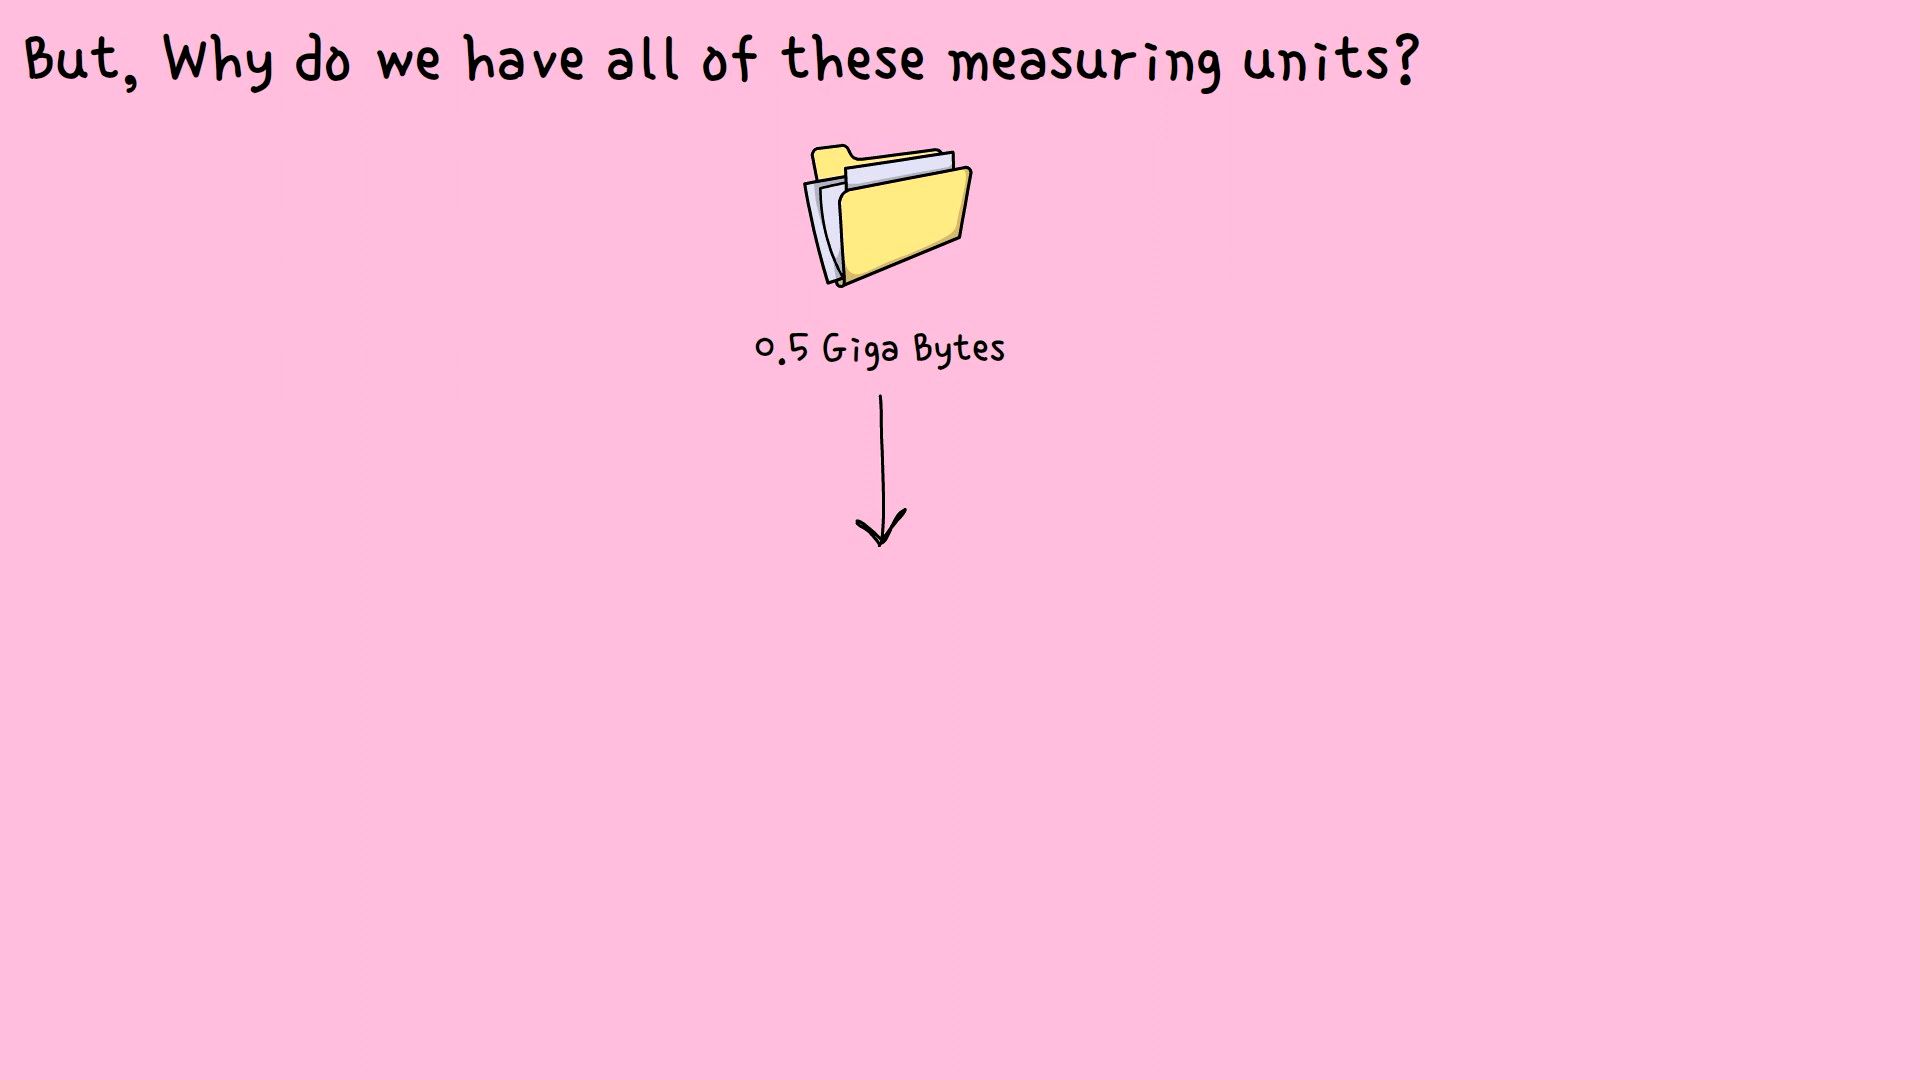 But, Why do we have all of these measuring units?
0.5 Giga Bytes